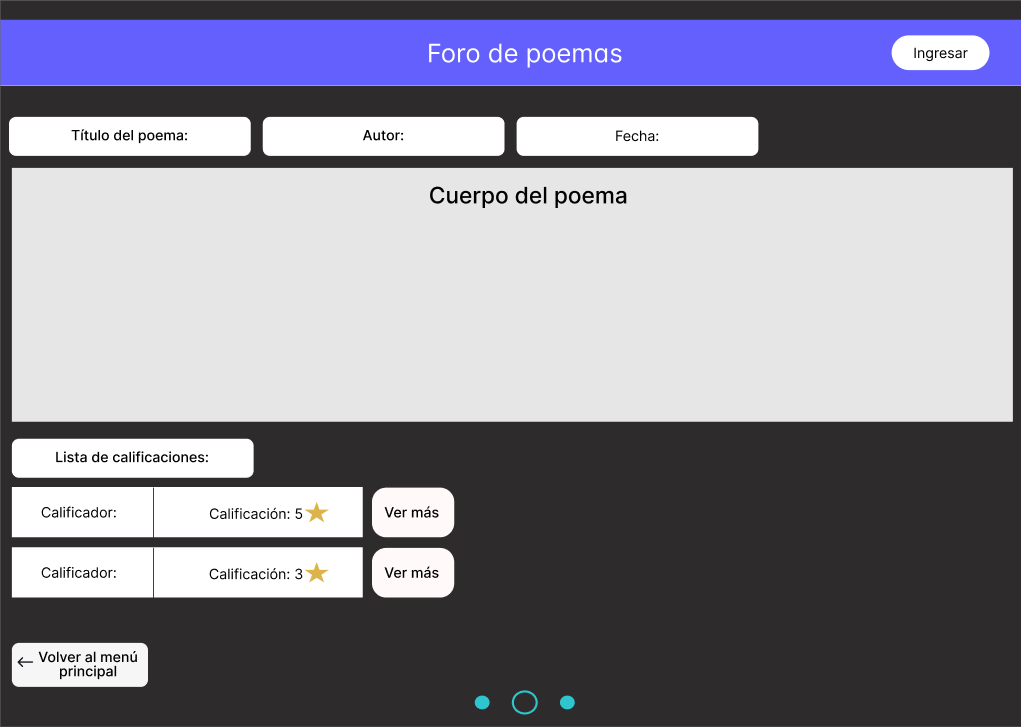 Foro de poemas
Ingresar
Título del poema:
Autor:
Fecha:
Cuerpo del poema
Lista de calificaciones:
Calificador:
Calificación: 5
Ver más
Calificador:
Calificación: 3
Ver más
Volver al menú
principal